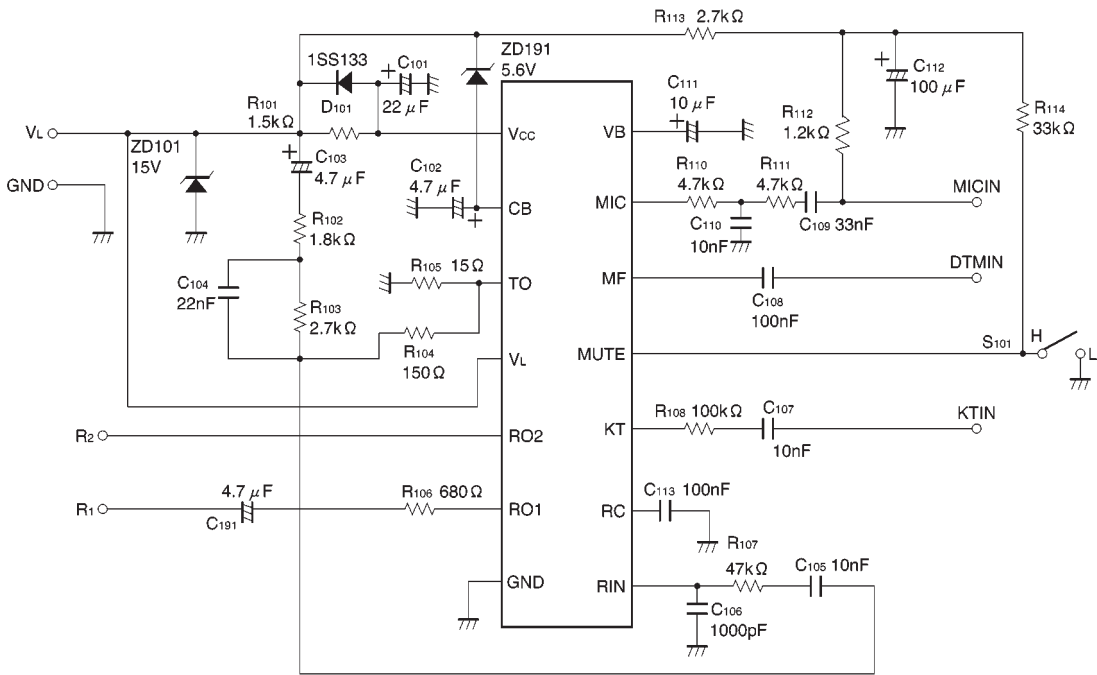 R113 2.7kΩ
ZD191
5.6V
1SS133
D101
+ C101
22 μF
R101
1.5kΩ
VL
ZD101
15V
GND
+ C103
4.7 μF
C102
4.7 μF
+
R102
1.8kΩ
C104
22nF
R103
2.7kΩ
R105 15Ω
R104
150Ω
R2
R1
4.7 μF
C191
R106 680Ω
VCC
CB
TO
VL
RO2
RO1
GND
VB
MIC
MF
MUTE
KT
RC
RIN
C111
10 μF
+
+ C112
100 μF
R112
1.2kΩ
R114
33kΩ
R110
4.7kΩ
R111
4.7kΩ
C110
10nF
C109 33nF
MICIN
DTMIN
C108
100nF
S101
H
L
R108 100kΩ
C107
10nF
KTIN
C113 100nF
R107
47kΩ
C105 10nF
C106
1000pF